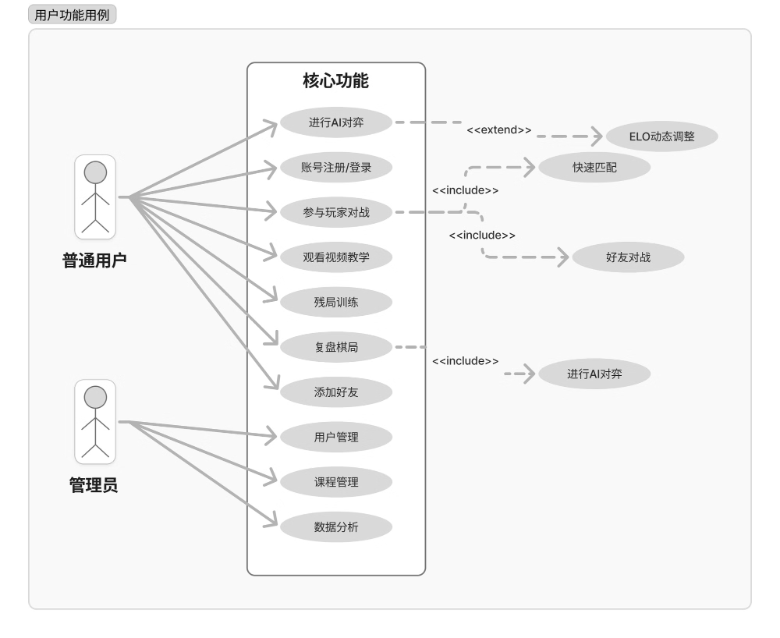 用户功能用例
核心功能
进行AI对弈
<<extend>>
ELO动态调整
账号注册/登录
快速匹配
<<include>>
参与玩家对战
<<include>>
普通用户
观看视频教学
好友对战
残局训练
复盘棋局
<<include>>
进行AI对弈
添加好友
用户管理
管理员
课程管理
数据分析